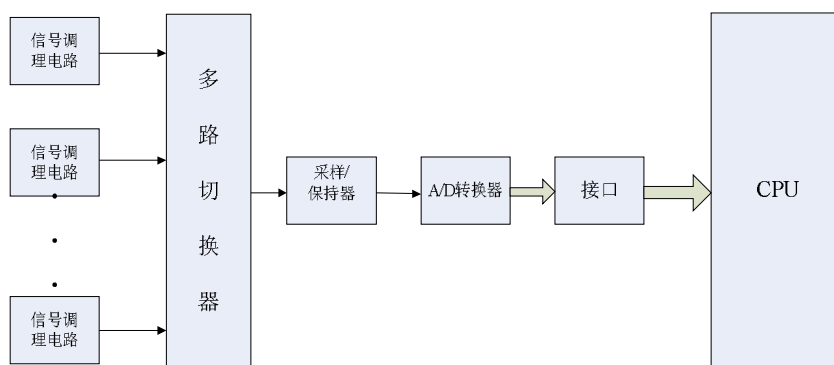 信号调
理电路
信号调
理电路
信号调
理电路
多
路
切
换
器
采样/
保持器
A/D转换器
接口
CPU